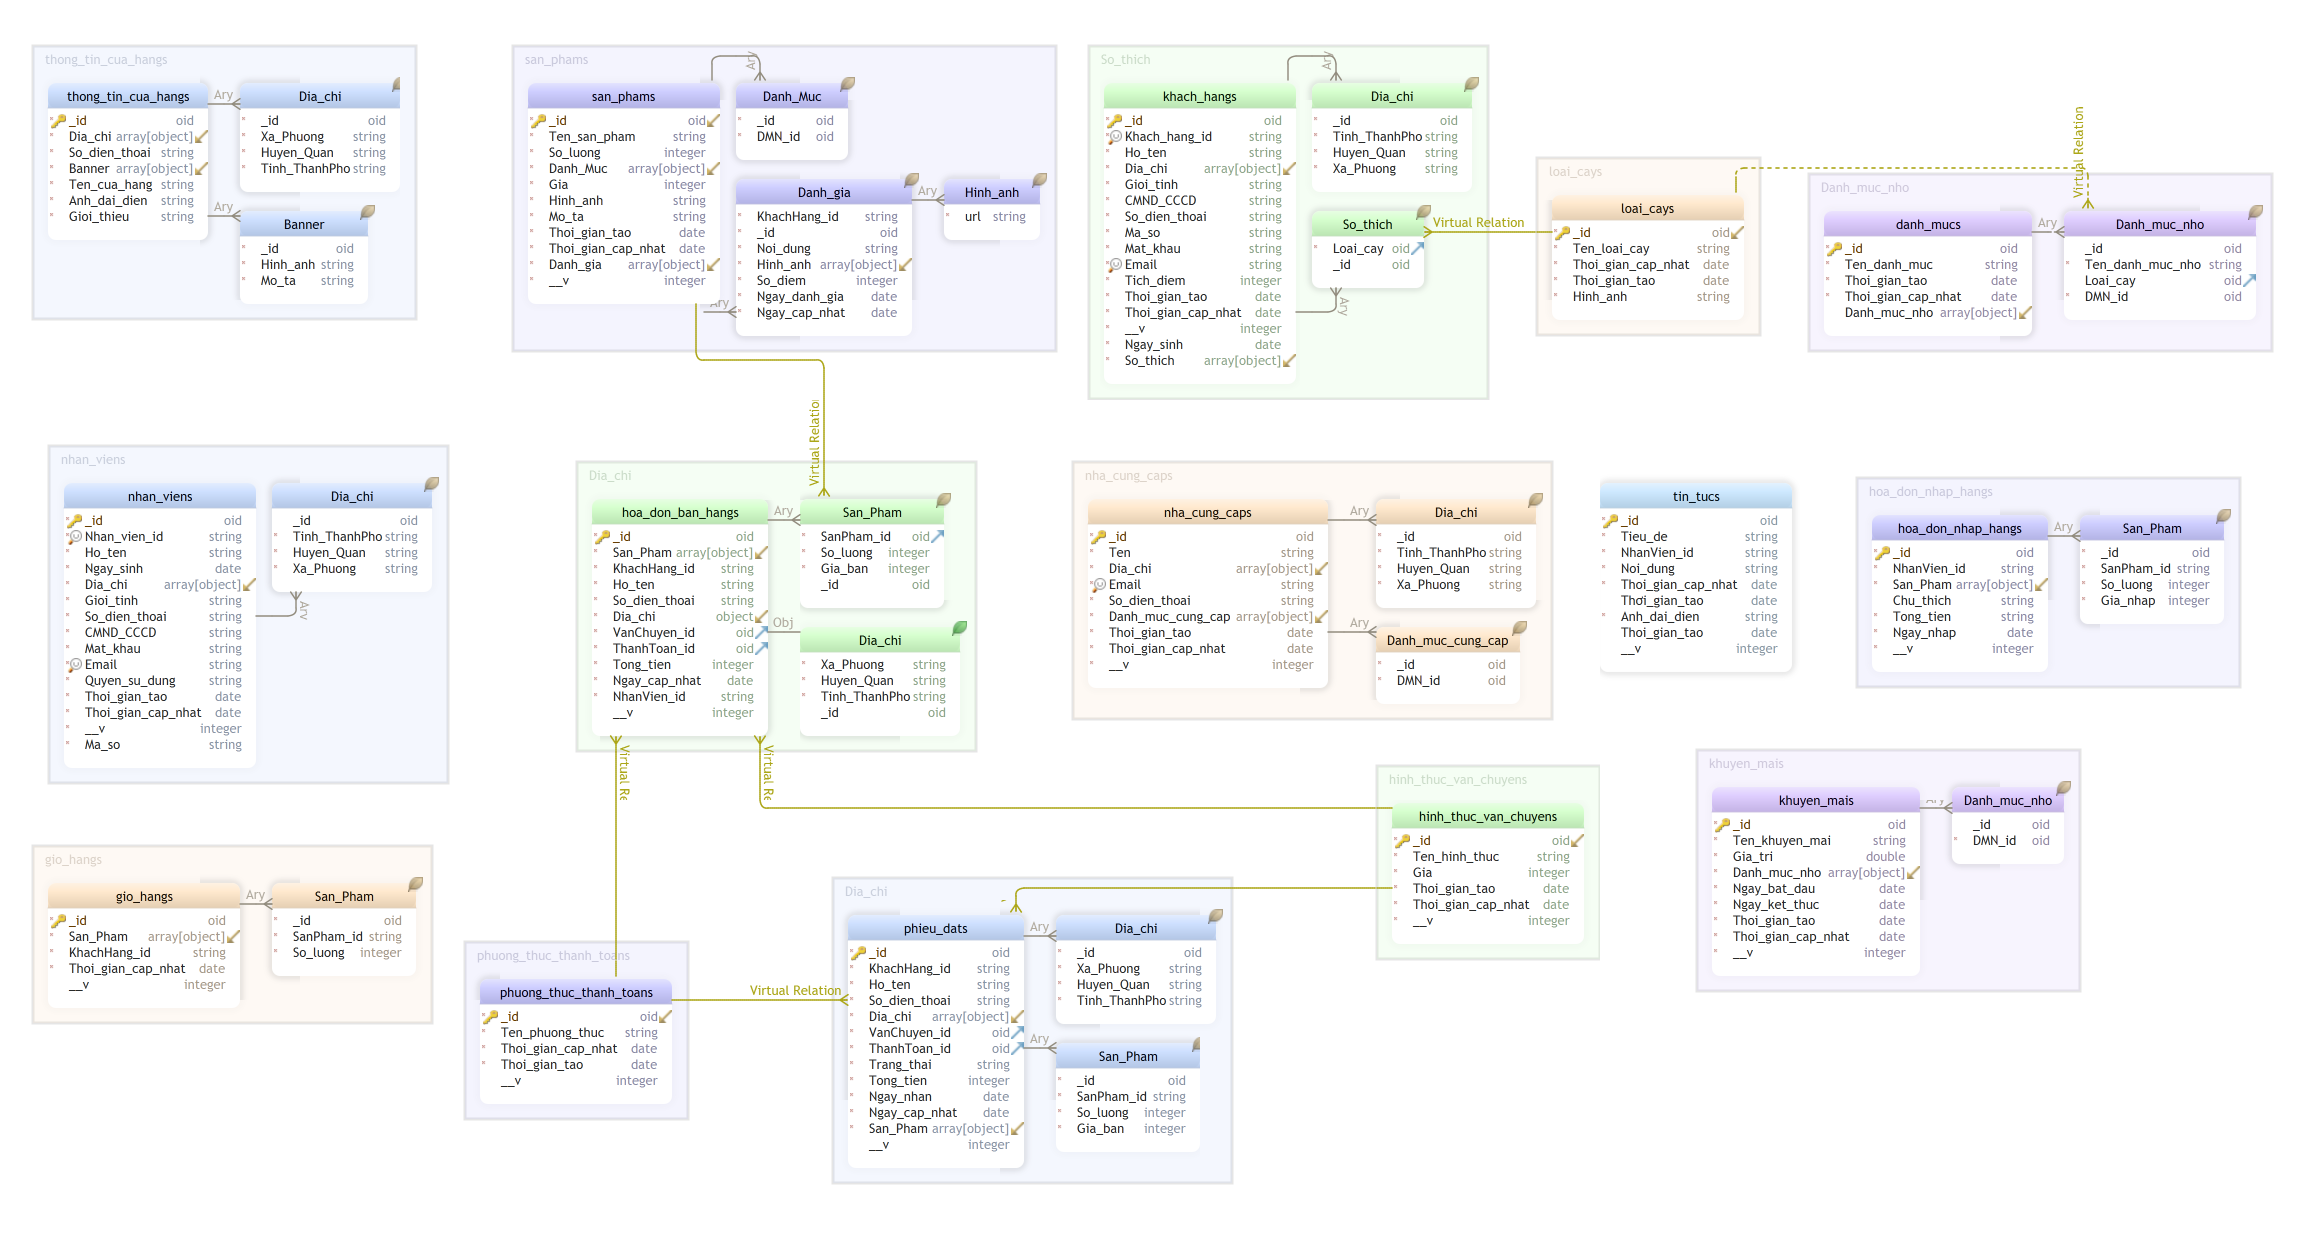 thong_tin_cua_hangs
thong_tin_cua_hangs
_id oid
Dia_chi array[object]
So_dien_thoai string
Banner array[object]
Ten_cua_hang string
Anh_dai_dien string
Gioi_thieu string
Ary
Dia_chi
_id oid
Xa_Phuong string
Huyen_Quan string
Tinh_ThanhPho string
Ary
Banner
_id oid
Hinh_anh string
Mo_ta string
san_phams
san_phams
_id oid
Ten_san_pham string
So_luong integer
Danh_Muc array[object]
Gia integer
Hinh_anh string
Mo_ta string
Thoi_gian_tao date
Thoi_gian_cap_nhat date
Danh_gia array[object]
__v integer
Danh_Muc
_id oid
DMN_id oid
Ary
Danh_gia
KhachHang_id string
_id oid
Noi_dung string
Hinh_anh array[object]
So_diem integer
Ngay_danh_gia date
Ngay_cap_nhat date
Ary
Hinh_anh
url string
So_thich
khach_hangs
_id oid
Khach_hang_id string
Ho_ten string
Dia_chi array[object]
Gioi_tinh string
CMND_CCCD string
So_dien_thoai string
Ma_so string
Mat_khau string
Email string
Tich_diem integer
Thoi_gian_tao date
Thoi_gian_cap_nhat date
__v integer
Ngay_sinh date
So_thich array[object]
Dia_chi
_id oid
Tinh_ThanhPho string
Huyen_Quan string
Xa_Phuong string
So_thich
Loai_cay oid
_id oid
Ary
Virtual Relation
loai_cays
loai_cays
_id oid
Ten_loai_cay string
Thoi_gian_cap_nhat date
Thoi_gian_tao date
Hinh_anh string
Virtual Relation
Danh_muc_nho
danh_mucs
_id oid
Ten_danh_muc string
Thoi_gian_tao date
Thoi_gian_cap_nhat date
Danh_muc_nho array[object]
Ary
Danh_muc_nho
_id oid
Ten_danh_muc_nho string
Loai_cay oid
DMN_id oid
nhan_viens
nhan_viens
_id oid
Nhan_vien_id string
Ho_ten string
Ngay_sinh date
Dia_chi array[object]
Gioi_tinh string
So_dien_thoai string
CMND_CCCD string
Mat_khau string
Email string
Quyen_su_dung string
Thoi_gian_tao date
Thoi_gian_cap_nhat date
__v integer
Ma_so string
Dia_chi
_id oid
Tinh_ThanhPho string
Huyen_Quan string
Xa_Phuong string
Virtual Relation
Dia_chi
hoa_don_ban_hangs
_id oid
San_Pham array[object]
KhachHang_id string
Ho_ten string
So_dien_thoai string
Dia_chi object
VanChuyen_id oid
ThanhToan_id oid
Tong_tien integer
Ngay_cap_nhat date
NhanVien_id string
__v integer
Ary
San_Pham
SanPham_id oid
So_luong integer
Gia_ban integer
_id oid
Obj
Dia_chi
Xa_Phuong string
Huyen_Quan string
Tinh_ThanhPho string
_id oid
Virtual Re
Virtual Re
nha_cung_caps
nha_cung_caps
_id oid
Ten string
Dia_chi array[object]
Email string
So_dien_thoai string
Danh_muc_cung_cap array[object]
Thoi_gian_tao date
Thoi_gian_cap_nhat date
__v integer
Ary
Dia_chi
_id oid
Tinh_ThanhPho string
Huyen_Quan string
Xa_Phuong string
Ary
Danh_muc_cung_cap
_id oid
DMN_id oid
tin_tucs
_id oid
Tieu_de string
NhanVien_id string
Noi_dung string
Thoi_gian_cap_nhat date
Thơi_gian_tao date
Anh_dai_dien string
Thoi_gian_tao date
__v integer
hoa_don_nhap_hangs
hoa_don_nhap_hangs
_id oid
NhanVien_id string
San_Pham array[object]
Chu_thich string
Tong_tien string
Ngay_nhap date
__v integer
Ary
San_Pham
_id oid
SanPham_id string
So_luong integer
Gia_nhap integer
khuyen_mais
khuyen_mais
_id oid
Ten_khuyen_mai string
Gia_tri double
Danh_muc_nho array[object]
Ngay_bat_dau date
Ngay_ket_thuc date
Thoi_gian_tao date
Thoi_gian_cap_nhat date
__v integer
Danh_muc_nho
_id oid
DMN_id oid
hinh_thuc_van_chuyens
hinh_thuc_van_chuyens
_id oid
Ten_hinh_thuc string
Gia integer
Thoi_gian_tao date
Thoi_gian_cap_nhat date
__v integer
gio_hangs
gio_hangs
_id oid
San_Pham array[object]
KhachHang_id string
Thoi_gian_cap_nhat date
__v integer
Ary
San_Pham
_id oid
SanPham_id string
So_luong integer
phuong_thuc_thanh_toans
phuong_thuc_thanh_toans
_id oid
Ten_phuong_thuc string
Thoi_gian_cap_nhat date
Thoi_gian_tao date
__v integer
Virtual Relation
Dia_chi
phieu_dats
_id oid
KhachHang_id string
Ho_ten string
So_dien_thoai string
Dia_chi array[object]
VanChuyen_id oid
ThanhToan_id oid
Trang_thai string
Tong_tien integer
Ngay_nhan date
Ngay_cap_nhat date
San_Pham array[object]
__v integer
Ary
Dia_chi
_id oid
Xa_Phuong string
Huyen_Quan string
Tinh_ThanhPho string
Ary
San_Pham
_id oid
SanPham_id string
So_luong integer
Gia_ban integer